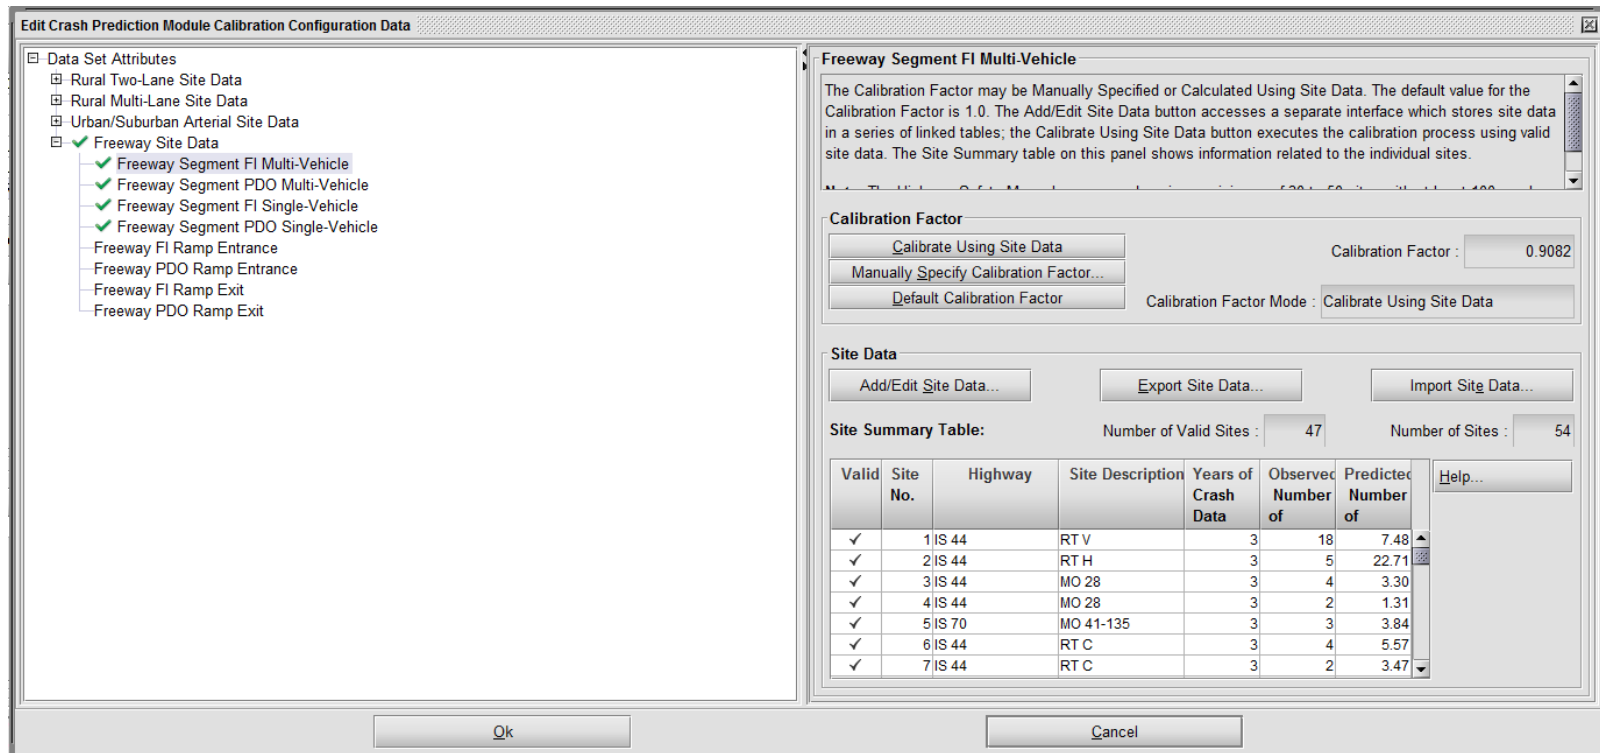 Edit Crash Prediction Module Calibration Configuration Data
Data Set Attributes
Rural Two-Lane Site Data
Rural Multi-Lane Site Data
Urban/Suburban Arterial Site Data
Freeway Site Data
Freeway Segment FI Multi-Vehicle
Freeway Segment PDO Multi-Vehicle
Freeway Segment FI Single-Vehicle
Freeway Segment PDO Single-Vehicle
Freeway FI Ramp Entrance
Freeway PDO Ramp Entrance
Freeway FI Ramp Exit
Freeway PDO Ramp Exit
Freeway Segment FI Multi-Vehicle
The Calibration Factor may be Manually Specified or Calculated Using Site Data. The default value for the
Calibration Factor is 1.0. The Add/Edit Site Data button accesses a separate interface which stores site data
in a series of linked tables; the Calibrate Using Site Data button executes the calibration process using valid
site data. The Site Summary table on this panel shows information related to the individual sites.
Calibration Factor
Calibrate Using Site Data
Calibration Factor : 0.9082
Manually Specify Calibration Factor...
Default Calibration Factor
Calibration Factor Mode : Calibrate Using Site Data
Site Data
Add/Edit Site Data... Export Site Data... Import Site Data...
Site Summary Table: Number of Valid Sites : 47 Number of Sites : 54
Valid Site Highway Site Description Years of Observed Predicted
No. Crash Number Number
Data of of
Help...
1 IS 44 RT V 3 18 7.48
2 IS 44 RT H 3 5 22.71
3 IS 44 MO 28 3 4 3.30
4 IS 44 MO 28 3 2 1.31
5 IS 70 MO 41-135 3 3 3.84
6 IS 44 RT C 3 4 5.57
7 IS 44 RT C 3 2 3.47
Ok Cancel